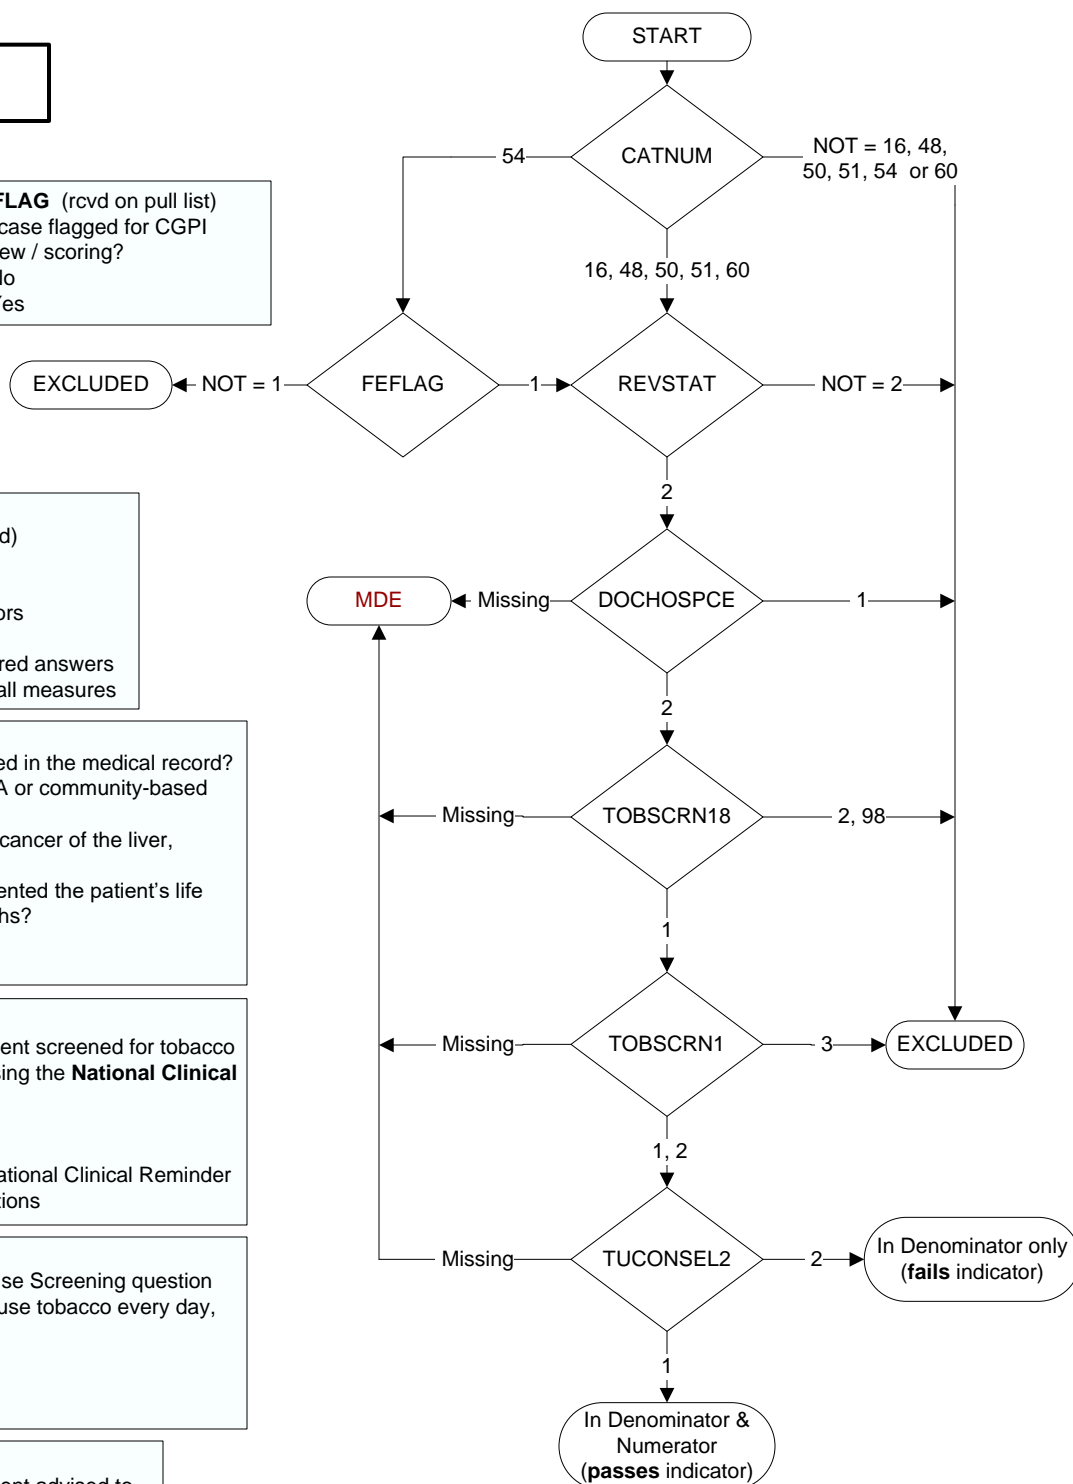 START
CATNUM
54
NOT = 16, 48,
50, 51, 54 or 60
16, 48, 50, 51, 60
FLAG (rcvd on pull list)
case flagged for CGPI
ew / scoring?
EXCLUDED
NOT = 1
FEFLAG
1
REVSTAT
NOT = 2
2
MDE
Missing
DOCHOSPCE
1
2
ors
red answers
all measures
ed in the medical record?
A or community-based
cancer of the liver,
ented the patient's life
hs?
Missing
TOBSCRN18
2, 98
1
ent screened for tobacco
sing the National Clinical
ational Clinical Reminder
tions
Missing
TOBSCRN1
3
EXCLUDED
1, 2
se Screening question
use tobacco every day,
Missing
TUCONSEL2
2
In Denominator only
(fails indicator)
1
In Denominator &
Numerator
(passes indicator)
ent advised to